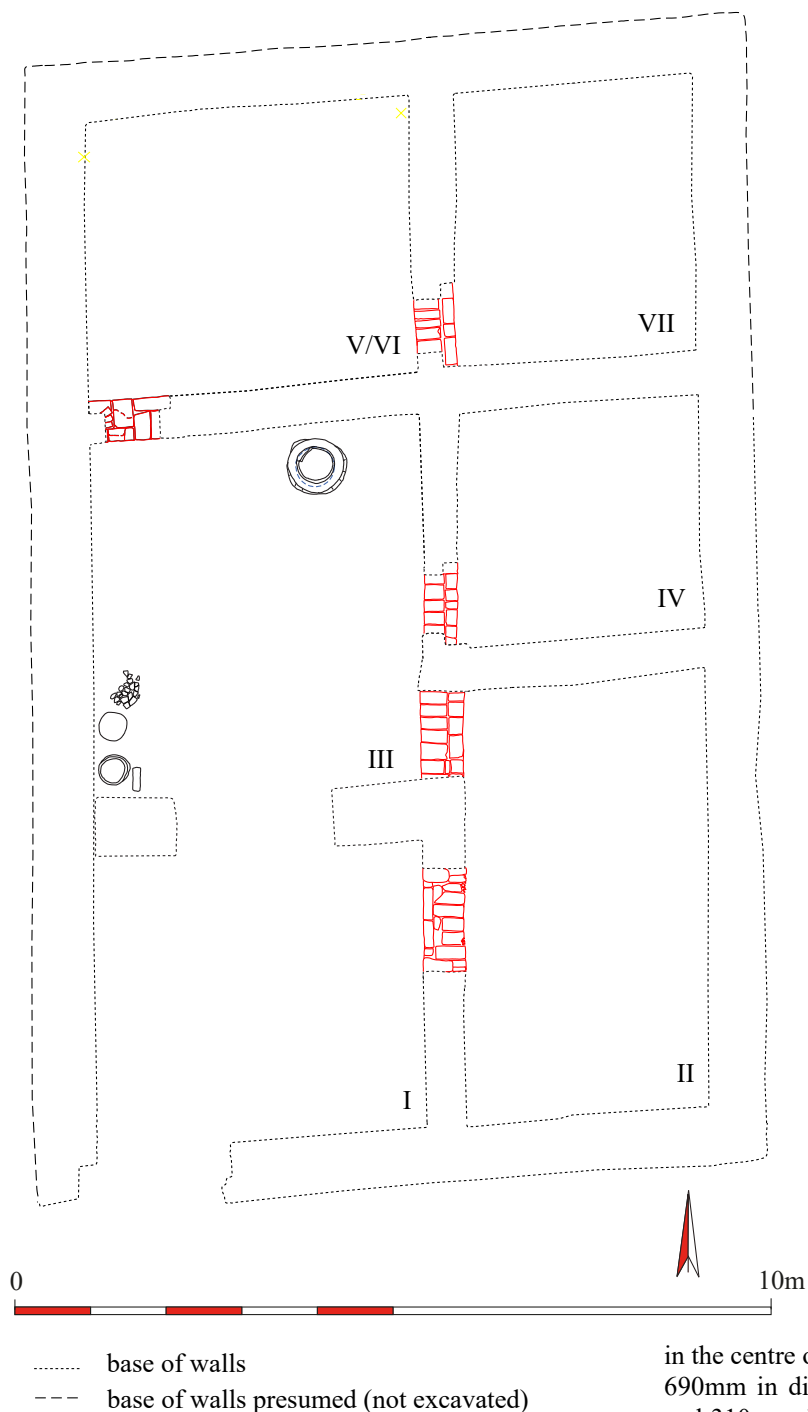 VII
V/VI
IV
III
II
I
0 10m
base of walls
base of walls presumed (not excavated)
in the centre
690mm in